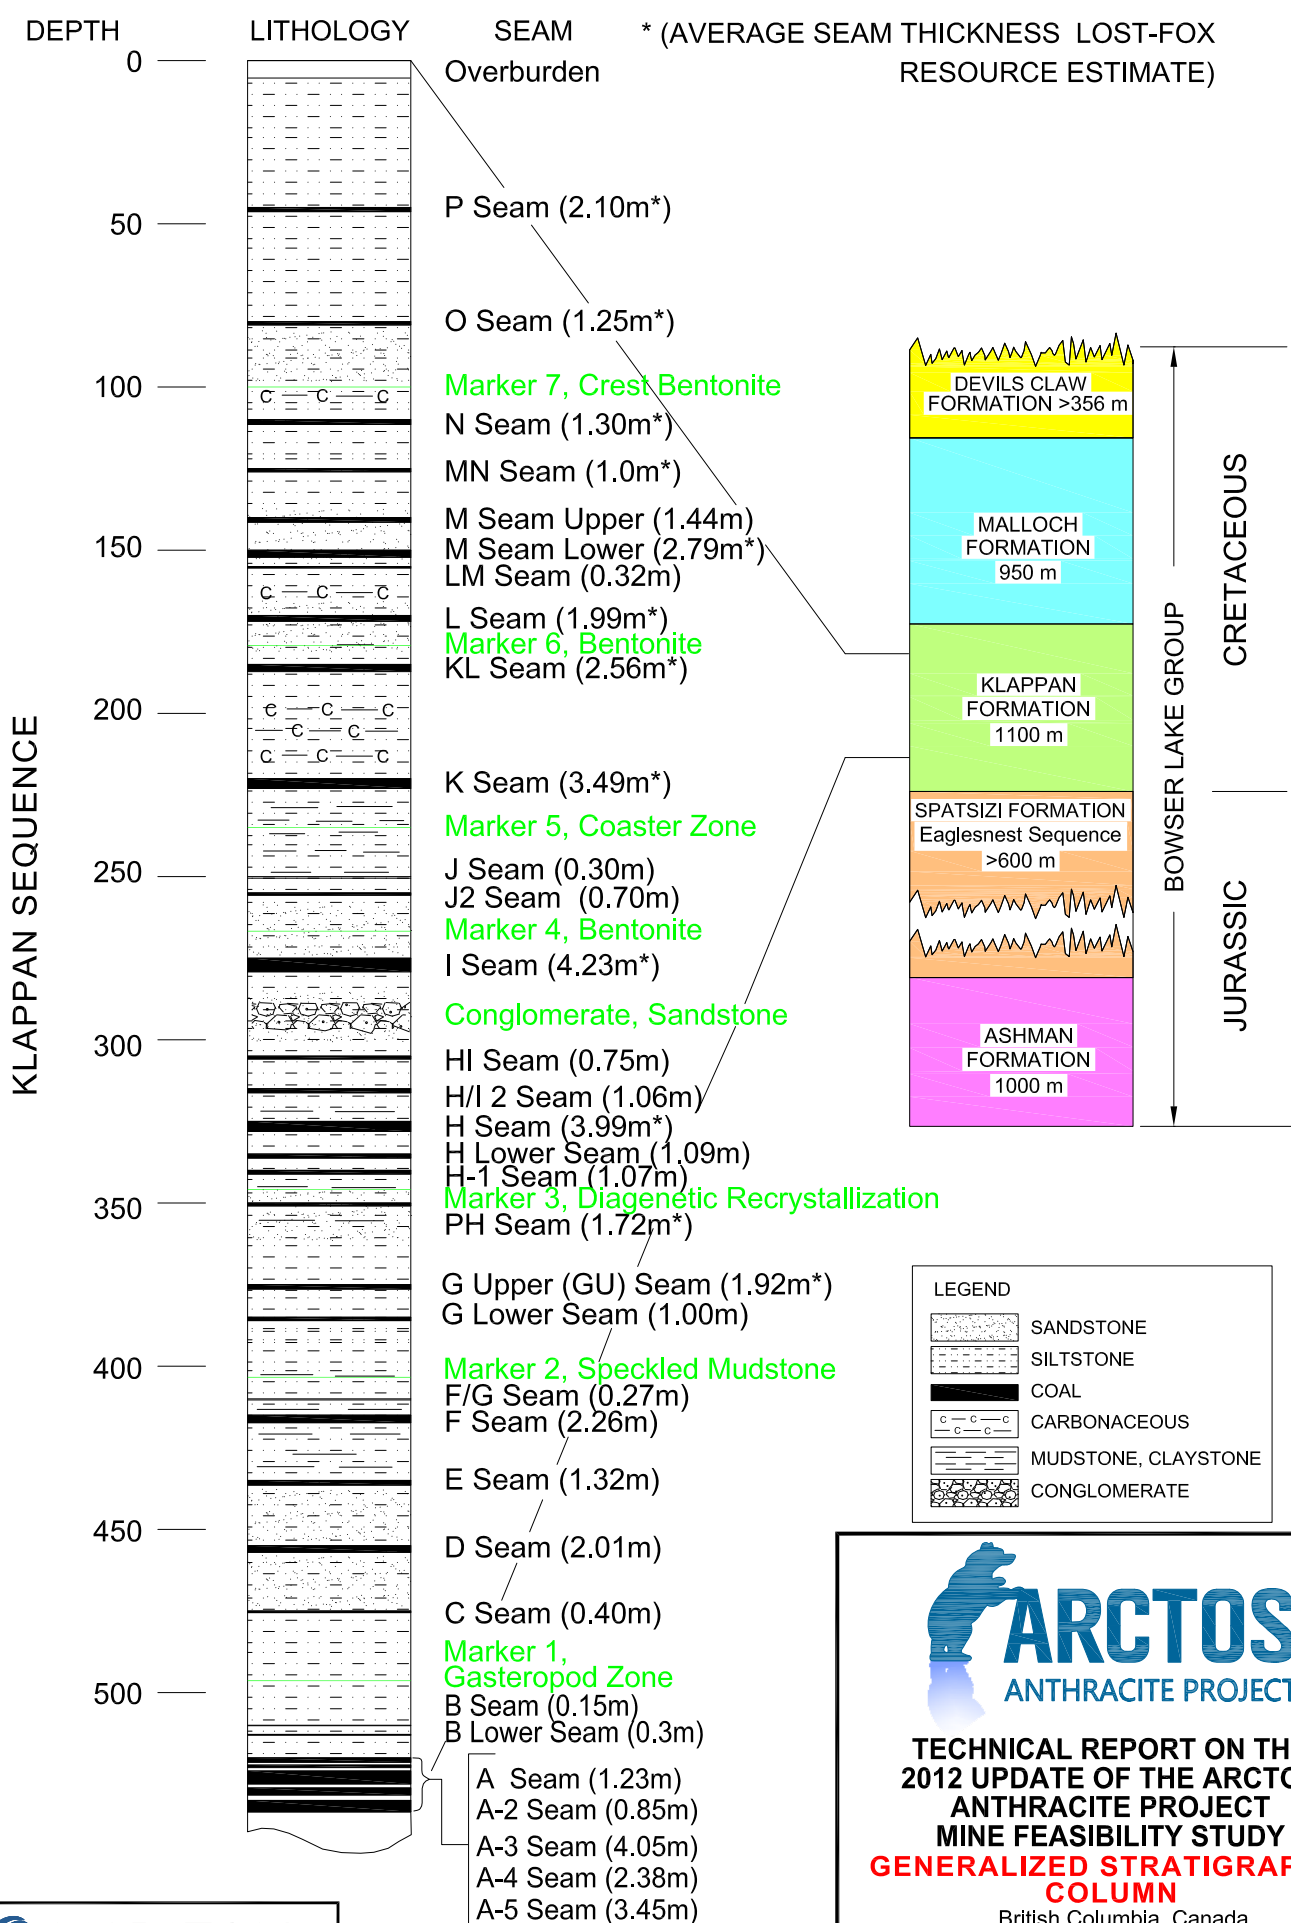 DEPTH LITHOLOGY SEAM * (AVERAGE SEAM THICKNESS LOST-FOX
RESOURCE ESTIMATE)
0
Overburden
P Seam (2.10m*)
50
O Seam (1.25m*)
100
Marker 7, Crest Bentonite
C C C
N Seam (1.30m*)
MN Seam (1.0m*)
M Seam Upper (1.44m)
150
M Seam Lower (2.79m*)
LM Seam (0.32m)
C C C
L Seam (1.99m*)
Marker 6, Bentonite
KL Seam (2.56m*)
200
C C C
C C
C C C
K Seam (3.49m*)
Marker 5, Coaster Zone
250
J Seam (0.30m)
J2 Seam (0.70m)
Marker 4, Bentonite
I Seam (4.23m*)
Conglomerate, Sandstone
300
HI Seam (0.75m)
H/I 2 Seam (1.06m)
H Seam (3.99m*)
H Lower Seam (1.09m)
H-1 Seam (1.07m)
350
Marker 3, Diagenetic Recrystallization
PH Seam (1.72m*)
G Upper (GU) Seam (1.92m*)
G Lower Seam (1.00m)
400
Marker 2, Speckled Mudstone
F/G Seam (0.27m)
F Seam (2.26m)
E Seam (1.32m)
450
D Seam (2.01m)
C Seam (0.40m)
Marker 1,
Gasteropod Zone
500
B Seam (0.15m)
B Lower Seam (0.3m)
A Seam (1.23m)
A-2 Seam (0.85m)
A-3 Seam (4.05m)
A-4 Seam (2.38m)
A-5 Seam (3.45m)
KLAPPAN SEQUENCE
DEVILS CLAW
FORMATION >356 m
MALLOCH
FORMATION
950 m
KLAPPAN
FORMATION
1100 m
SPATSIZI FORMATION
Eaglesnest Sequence
>600 m
ASHMAN
FORMATION
1000 m
BOWSER LAKE GROUP
CRETACEOUS
JURASSIC
LEGEND
SANDSTONE
SILTSTONE
COAL
C C C
C C
CARBONACEOUS
MUDSTONE, CLAYSTONE
CONGLOMERATE
ARCTOS
ANTHRACITE PROJECT
TECHNICAL REPORT ON TH
2012 UPDATE OF THE ARCTO
ANTHRACITE PROJECT
MINE FEASIBILITY STUDY
GENERALIZED STRATIGRAP
COLUMN
British Columbia, Canada